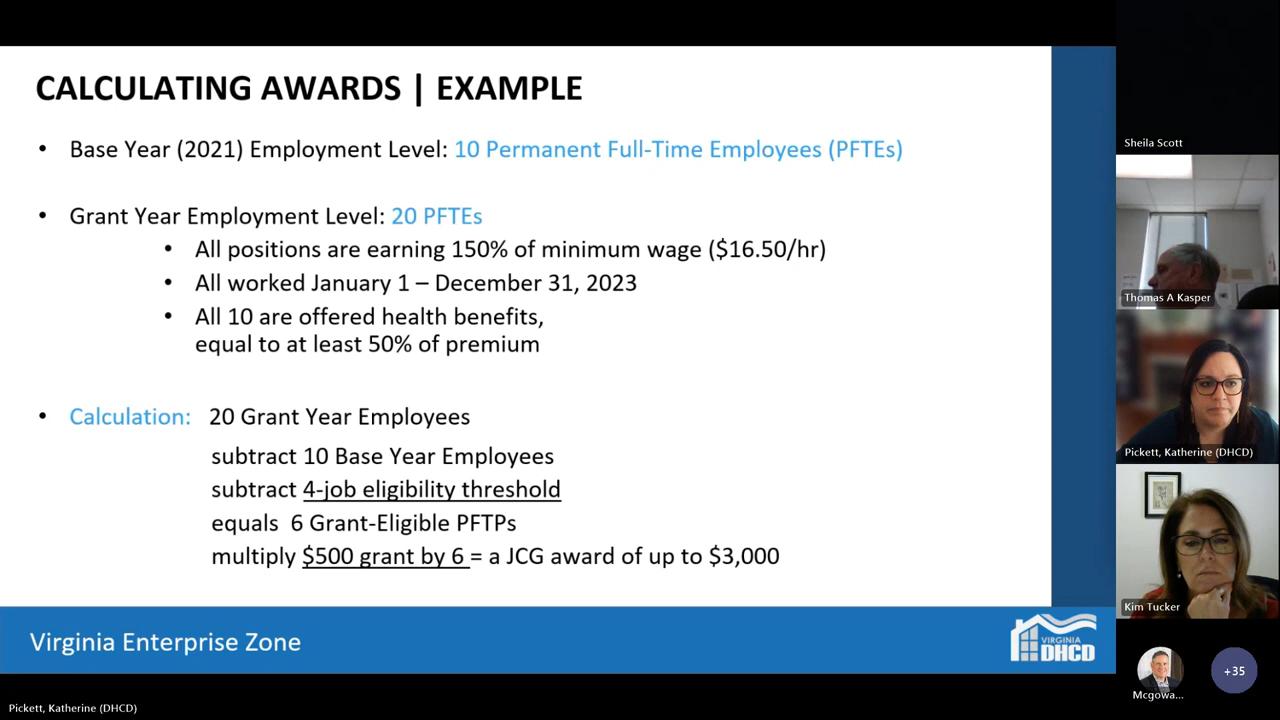 CALCULATING AWARDS | EXAMPLE
• Base Year (2021) Employment Level: 10 Permanent Full-Time Employees (PFTEs)
• Grant Year Employment Level: 20 PFTEs
• All positions are earning 150% of minimum wage ($16.50/hr)
• All worked January 1 – December 31, 2023
• All 10 are offered health benefits,
equal to at least 50% of premium
• Calculation: 20 Grant Year Employees
subtract 10 Base Year Employees
subtract 4-job eligibility threshold
equals 6 Grant-Eligible PFTPs
multiply $500 grant by 6 = a JCG award of up to $3,000
Virginia Enterprise Zone
VIRGINIA
DHCD
Sheila Scott
Thomas A Kasper
Pickett, Katherine (DHCD)
Kim Tucker
Mcgowa...
+35
Pickett, Katherine (DHCD)